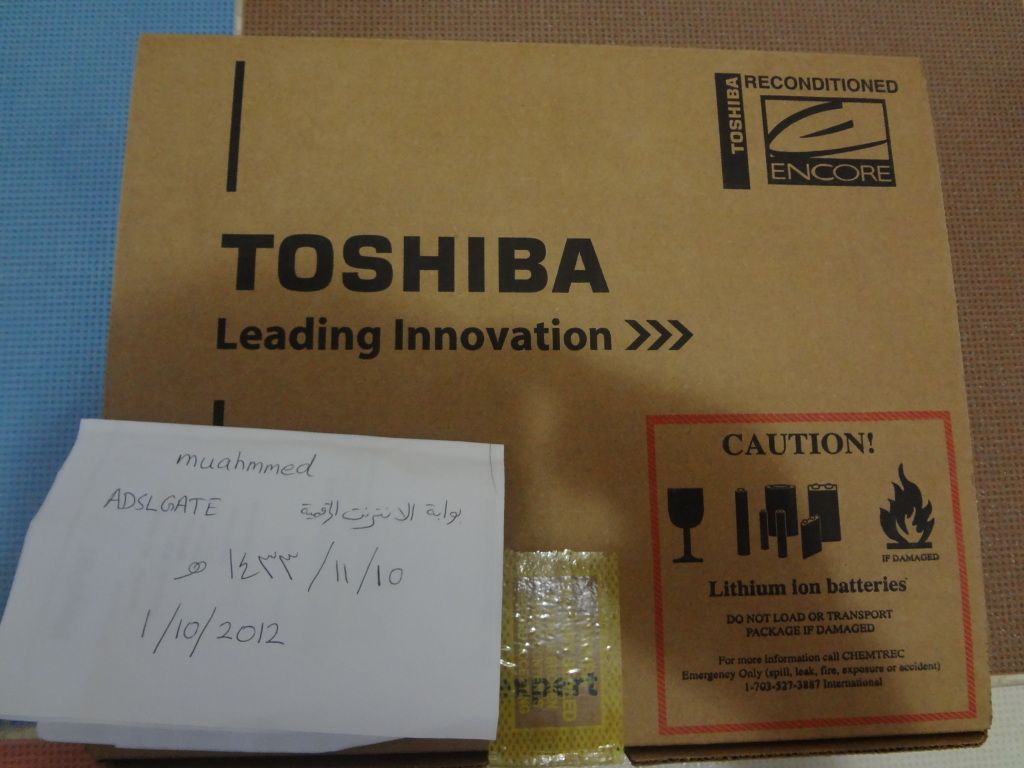 TOSHIBA
RECONDITIONED
ENCORE
TOSHIBA
Leading Innovation >>>
muahmmed
ADSLGATE بوابة الانترنت الرقمية
١٤٣٣/11/10 هـ
1/10/2012
CAUTION!
IF DAMAGED
Lithium ion batteries
DO NOT LOAD OR TRANSPORT
PACKAGE IF DAMAGED
For more information call CHEMTREC
Emergency Only (spill, leak, fire, exposure or accident)
1-703-527-3887 International